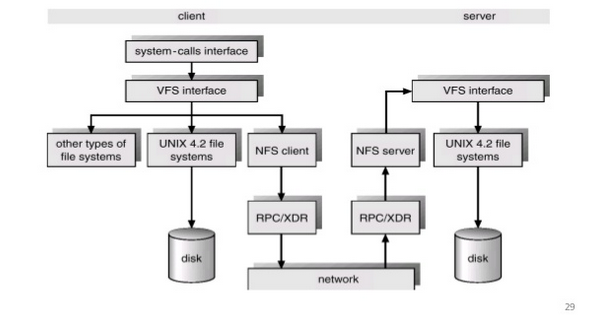 client
server
system-calls interface
VFS interface
VFS interface
other types of
file systems
UNIX 4.2 file
systems
NFS client
NFS server
UNIX 4.2 file
systems
RPC/XDR
RPC/XDR
disk
disk
network
29